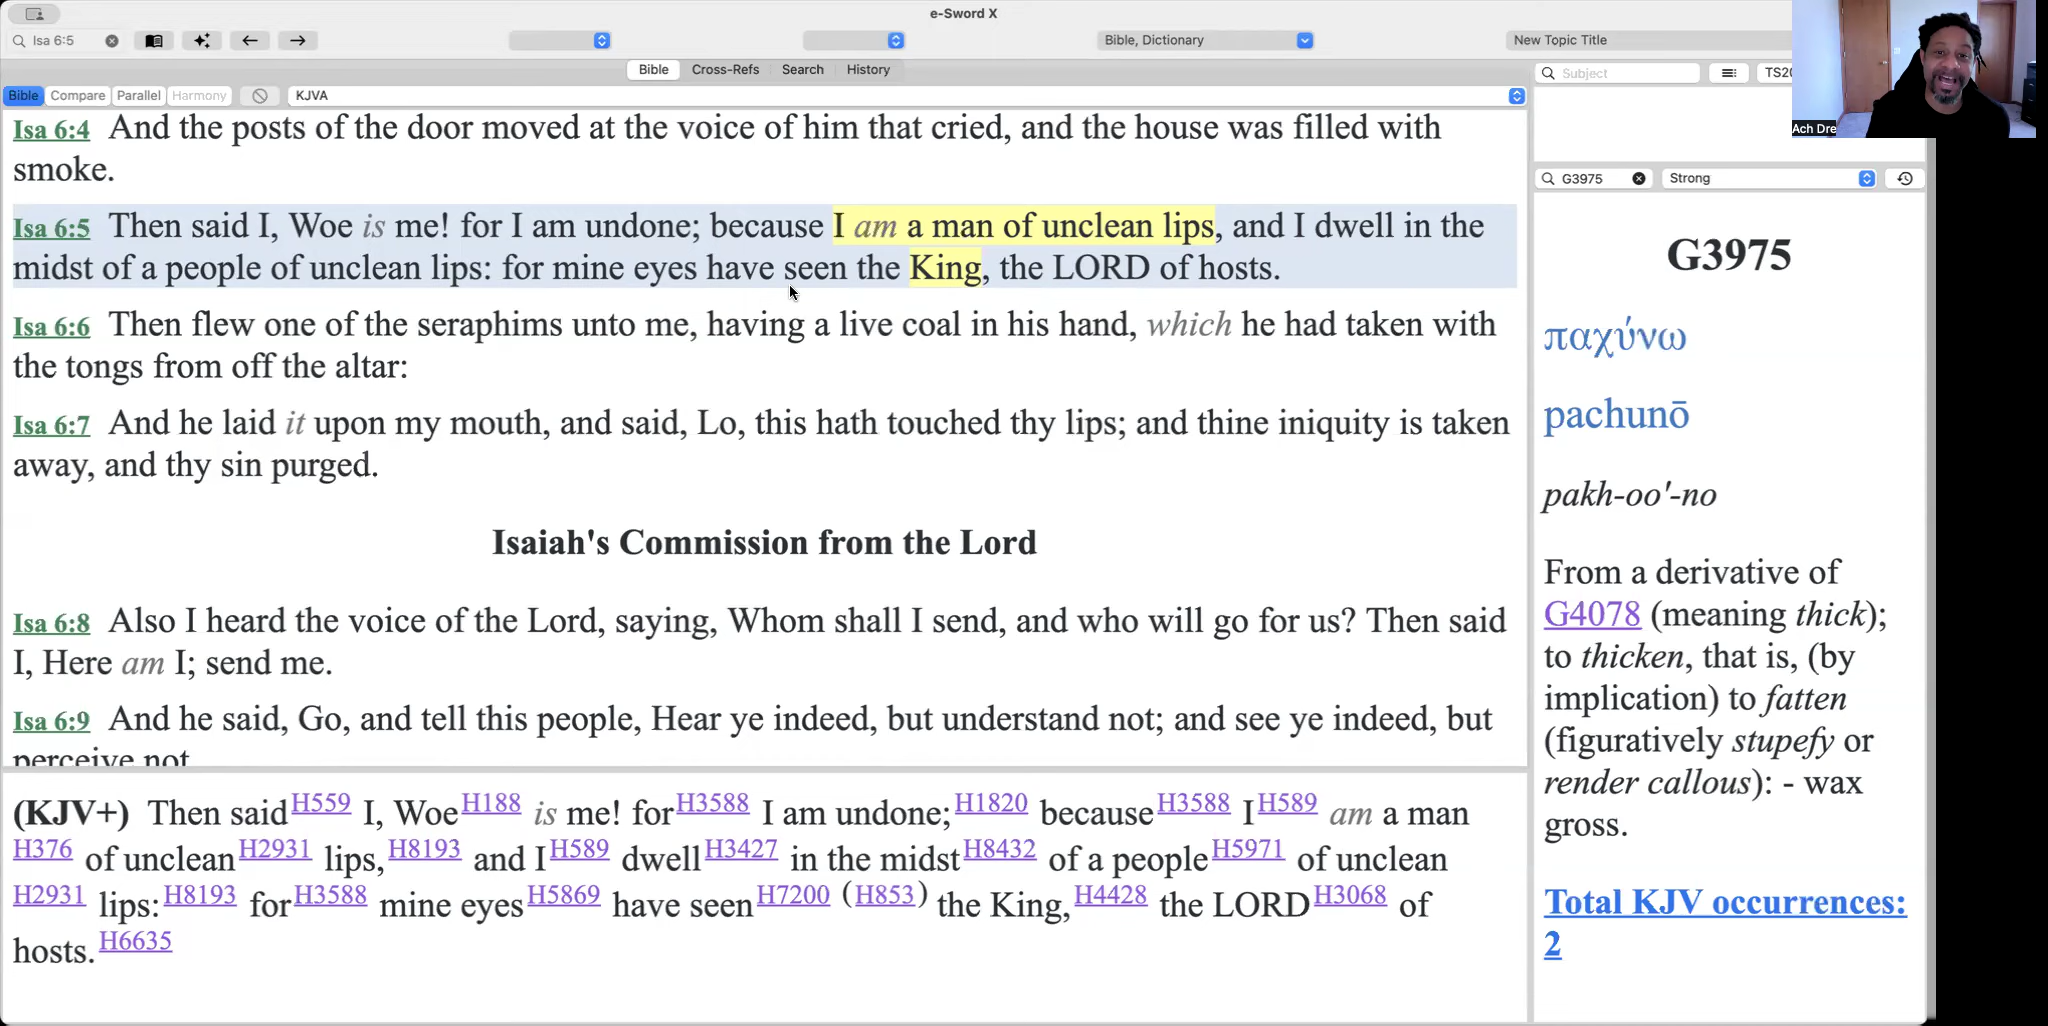 e-Sword X
Isa 6:5
Bible, Dictionary
New Topic Title
Bible Cross-Refs Search History
Subject
TS20
Bible Compare Parallel Harmony
KJVA
Ach Dre
Isa 6:4 And the posts of the door moved at the voice of him that cried, and the house was filled with
smoke.
Isa 6:5 Then said I, Woe is me! for I am undone; because I am a man of unclean lips, and I dwell in the
midst of a people of unclean lips: for mine eyes have seen the King, the LORD of hosts.
Isa 6:6 Then flew one of the seraphims unto me, having a live coal in his hand, which he had taken with
the tongs from off the altar:
Isa 6:7 And he laid it upon my mouth, and said, Lo, this hath touched thy lips; and thine iniquity is taken
away, and thy sin purged.
Isaiah's Commission from the Lord
Isa 6:8 Also I heard the voice of the Lord, saying, Whom shall I send, and who will go for us? Then said
I, Here am I; send me.
Isa 6:9 And he said, Go, and tell this people, Hear ye indeed, but understand not; and see ye indeed, but
perceive not
(KJV+) Then said H559 I, Woe H188 is me! for H3588 I am undone; H1820 because H3588 I H589 am a man
H376 of unclean H2931 lips, H8193 and I H589 dwell H3427 in the midst H8432 of a people H5971 of unclean
H2931 lips: H8193 for H3588 mine eyes H5869 have seen H7200 (H853) the King, H4428 the LORD H3068 of
hosts. H6635
G3975
Strong
G3975
παχύνω
pachunō
pakh-oo'-no
From a derivative of
G4078 (meaning thick);
to thicken, that is, (by
implication) to fatten
(figuratively stupefy or
render callous): - wax
gross.
Total KJV occurrences:
2